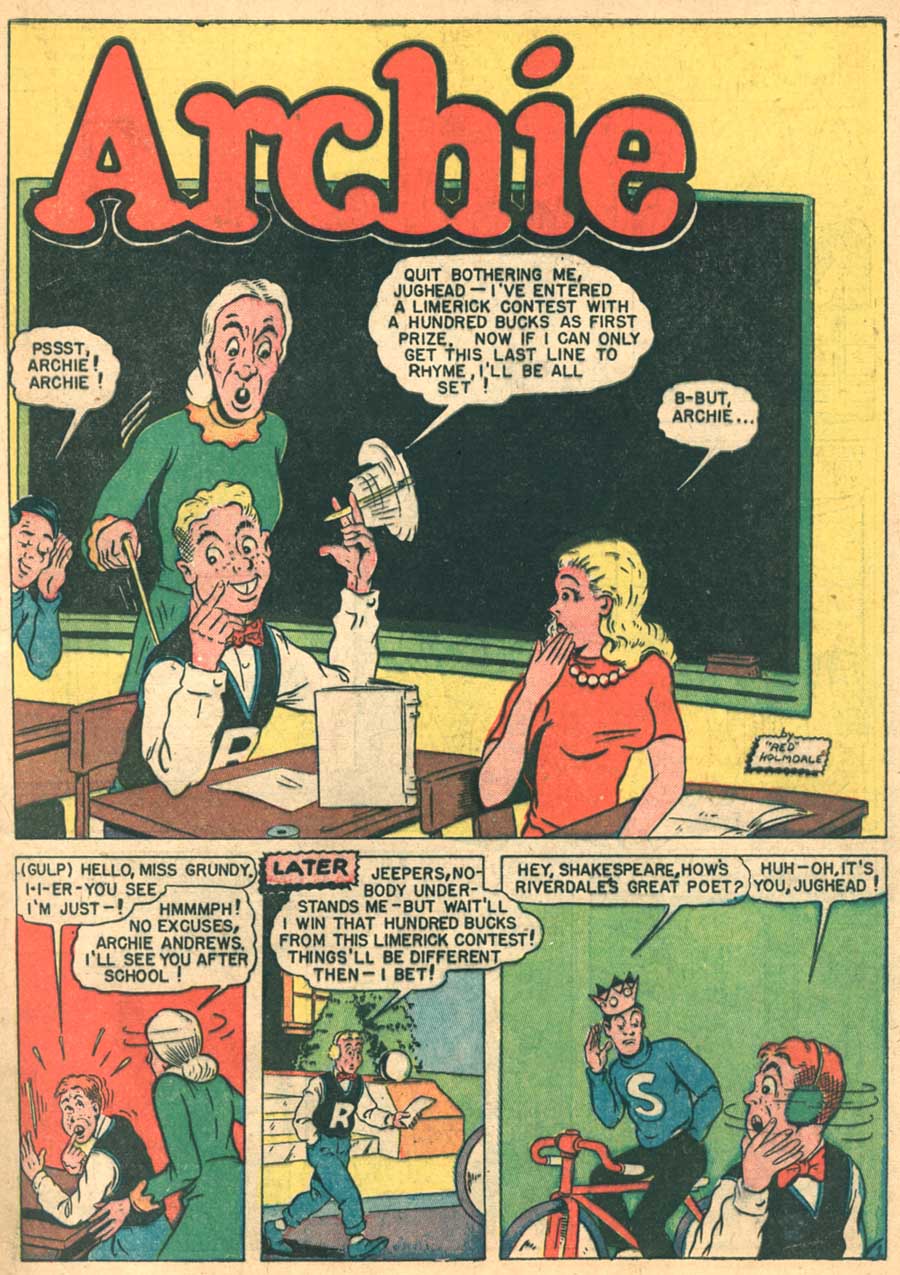 Archie
PSSST,
ARCHIE!
ARCHIE!
QUIT BOTHERING ME,
JUGHEAD — I'VE ENTERED
A LIMERICK CONTEST WITH
A HUNDRED BUCKS AS FIRST
PRIZE. NOW IF I CAN ONLY
GET THIS LAST LINE TO
RHYME, I'LL BE ALL
SET!
B-BUT,
ARCHIE...
R
by
"RED"
HOLMDALE
(GULP) HELLO, MISS GRUNDY,
I-I-ER-YOU SEE,
I'M JUST —!
HMMMPH!
NO EXCUSES,
ARCHIE ANDREWS.
I'LL SEE YOU AFTER
SCHOOL!
LATER
JEEPERS, NO-
BODY UNDER-
STANDS ME — BUT WAIT'LL
I WIN THAT HUNDRED BUCKS
FROM THIS LIMERICK CONTEST!
THINGS'LL BE DIFFERENT
THEN — I BET!
R
HEY, SHAKESPEARE, HOW'S
RIVERDALE'S GREAT POET?
HUH-OH, IT'S
YOU, JUGHEAD!
S